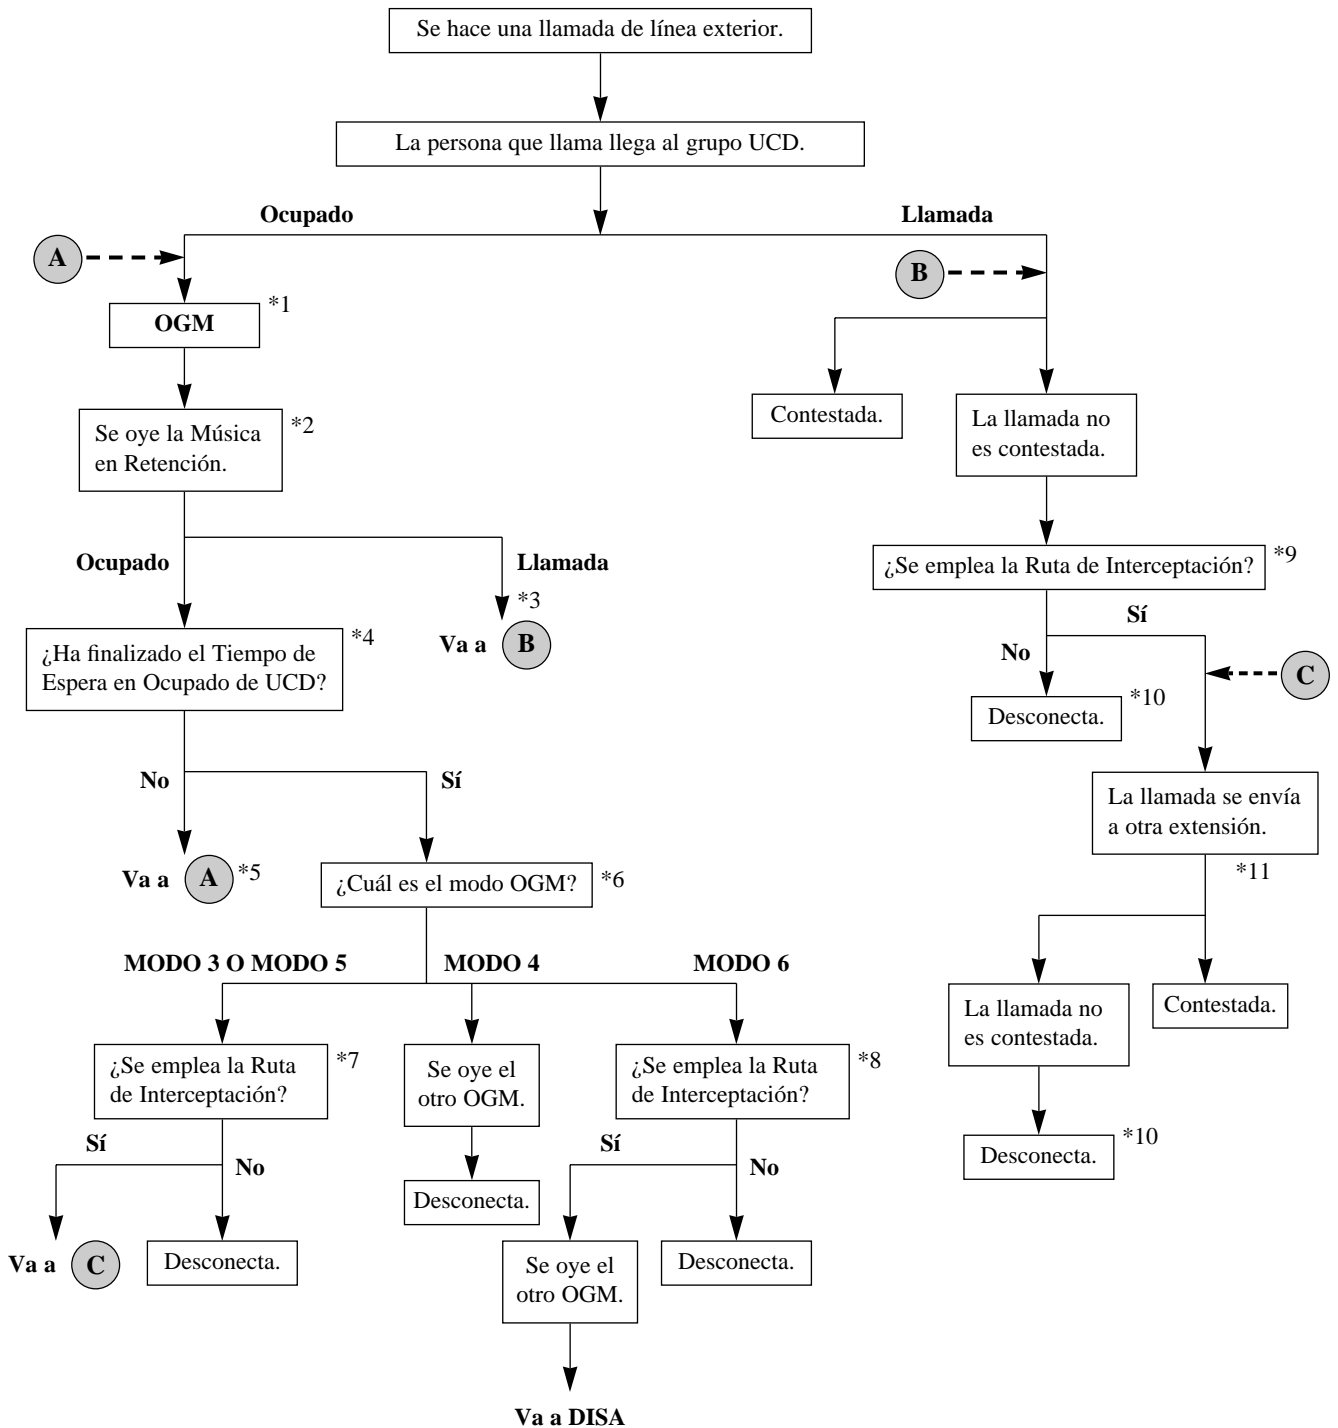 Se hace una llamada de línea exterior.
La persona que llama llega al grupo UCD.
Ocupado
Llamada
A
B
OGM
*1
Se oye la Música
en Retención.
*2
Contestada.
La llamada no
es contestada.
Ocupado
Llamada
*3
Va a B
¿Se emplea la Ruta de Interceptación?
*9
¿Ha finalizado el Tiempo de
Espera en Ocupado de UCD?
*4
Sí
No
C
Desconecta.
*10
No
Sí
La llamada se envía
a otra extensión.
*11
Va a A
*5
¿Cuál es el modo OGM?
*6
MODO 3 O MODO 5
MODO 4
MODO 6
La llamada no
es contestada.
Contestada.
¿Se emplea la Ruta
de Interceptación?
*7
Se oye el
otro OGM.
¿Se emplea la Ruta
de Interceptación?
*8
Desconecta.
*10
Sí
No
Desconecta.
Sí
No
Va a C
Desconecta.
Se oye el
otro OGM.
Desconecta.
Va a DISA